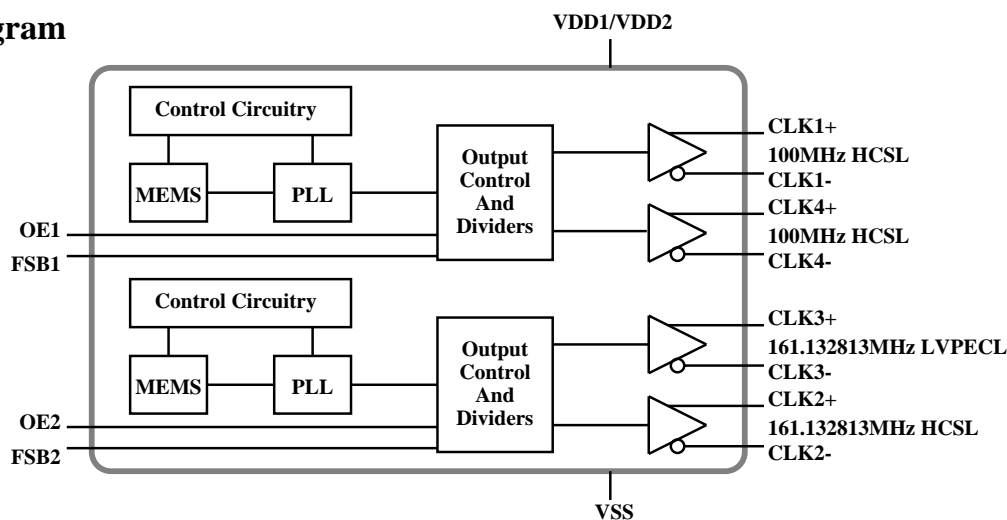 gram
VDD1/VDD2
Control Circuitry
MEMS
PLL
Output
Control
And
Dividers
CLK1+
100MHz HCSL
CLK1-
CLK4+
100MHz HCSL
CLK4-
OE1
FSB1
Control Circuitry
MEMS
PLL
Output
Control
And
Dividers
CLK3+
161.132813MHz LVPECL
CLK3-
CLK2+
161.132813MHz HCSL
CLK2-
OE2
FSB2
VSS